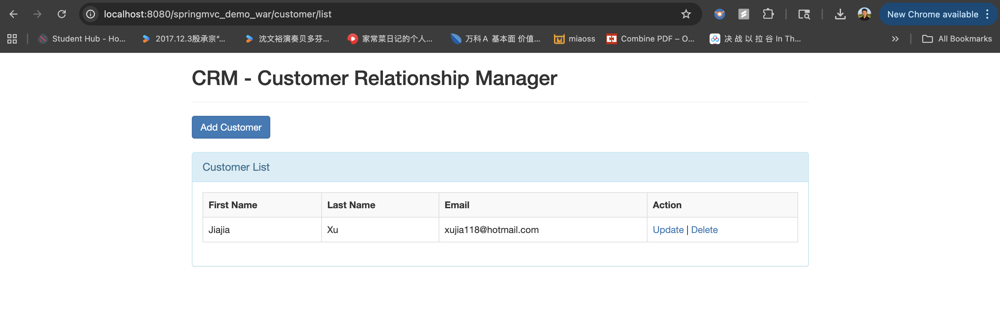 localhost:8080/springmvc_demo_war/customer/list
New Chrome available
Student Hub - Ho...
2017.12.3殷承宗“...
沈文裕演奏贝多芬...
家常菜日记的个人...
万科A 基本面 价值...
miaoss
Combine PDF – O...
决 战 以 拉 谷 In Th...
All Bookmarks
CRM - Customer Relationship Manager
Add Customer
Customer List
First Name Last Name Email Action
Jiajia Xu xujia118@hotmail.com Update | Delete